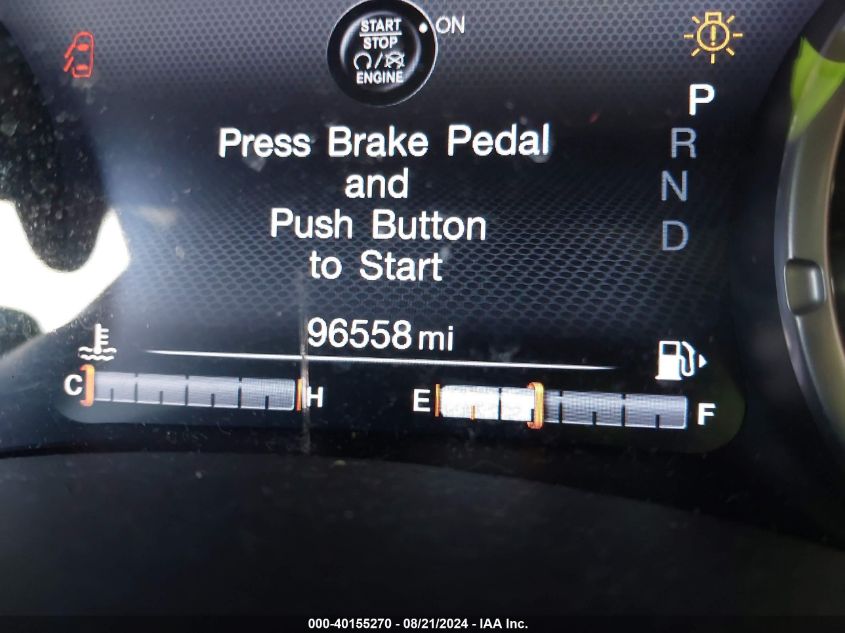 START
STOP
ENGINE
ON
P
R
N
D
Press Brake Pedal
and
Push Button
to Start
96558 mi
C H E F
000-40155270 - 08/21/2024 - IAA Inc.